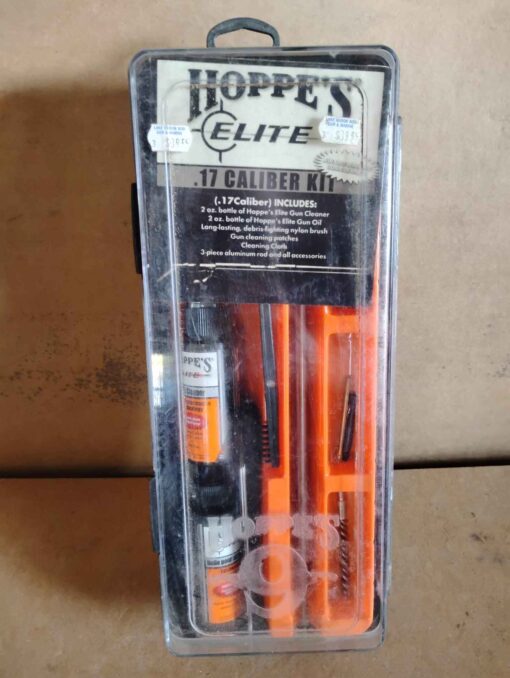 HOPPE'S
ELITE
.17 CALIBER KIT
(.17Caliber) INCLUDES:
2 oz. bottle of Hoppe's Elite Gun Cleaner
2 oz. bottle of Hoppe's Elite Gun Oil
Long-lasting, debris-fighting nylon brush
Gun cleaning patches
Cleaning Cloth
3-piece aluminum rod and all accessories
HOPPE'S
Cleaner
HOPPE'S
9